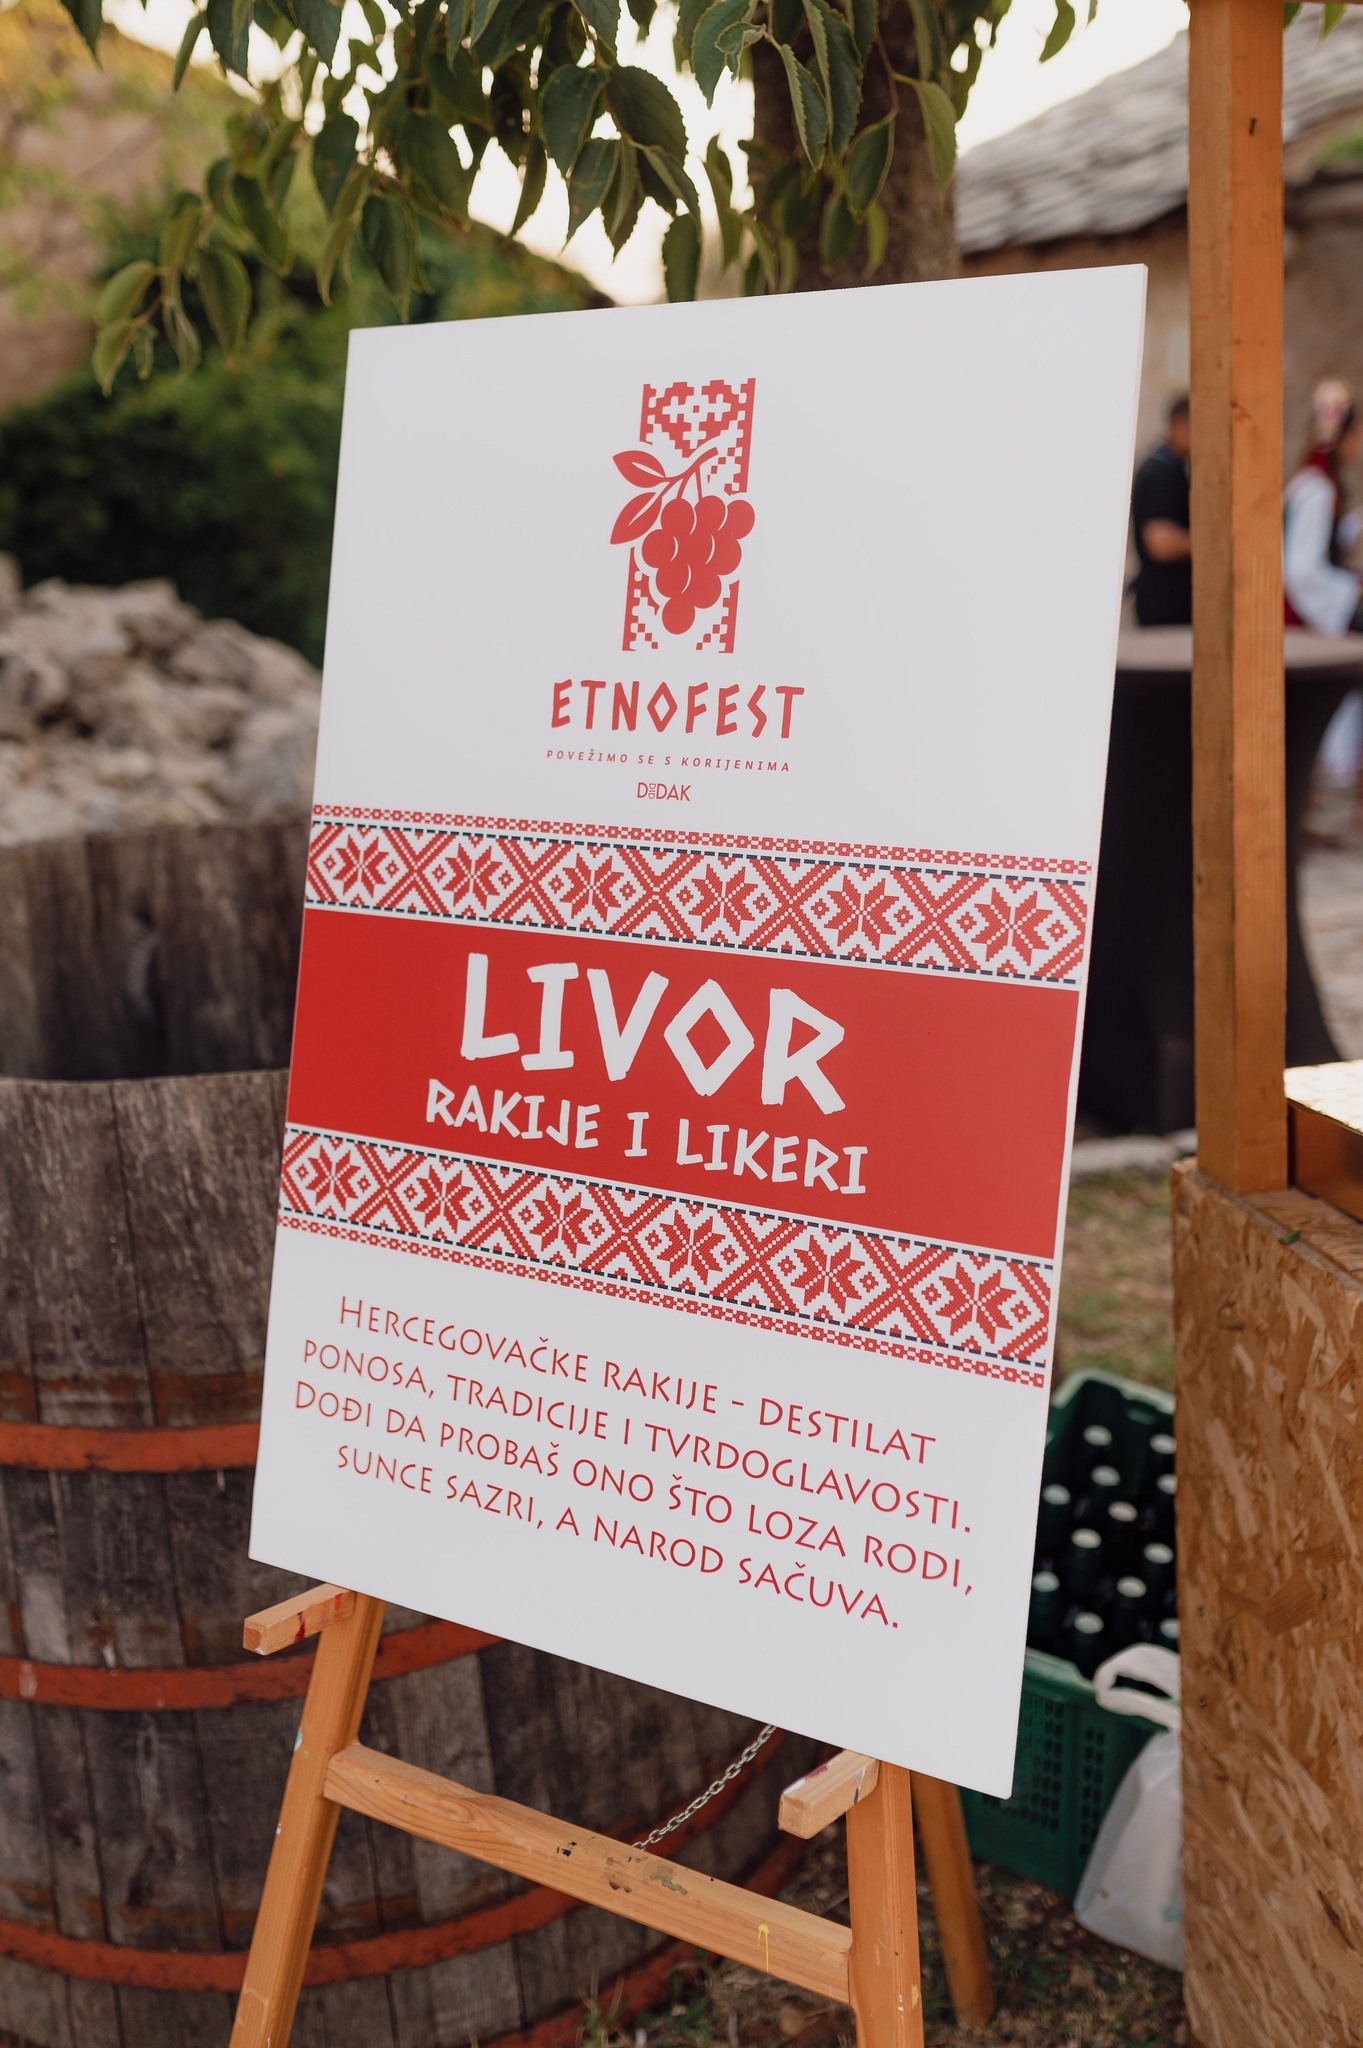 ETNOFEST
POVEŽIMO SE S KORIJENIMA
LIVOR
RAKIJE I LIKERI
HERCEGOVAČKE RAKIJE - DESTILAT
PONOSA, TRADICIJE I TVRDOGLAVOSTI.
DOĐI DA PROBAŠ ONO ŠTO LOZA RODI,
SUNCE SAZRI, A NAROD SAČUVA.